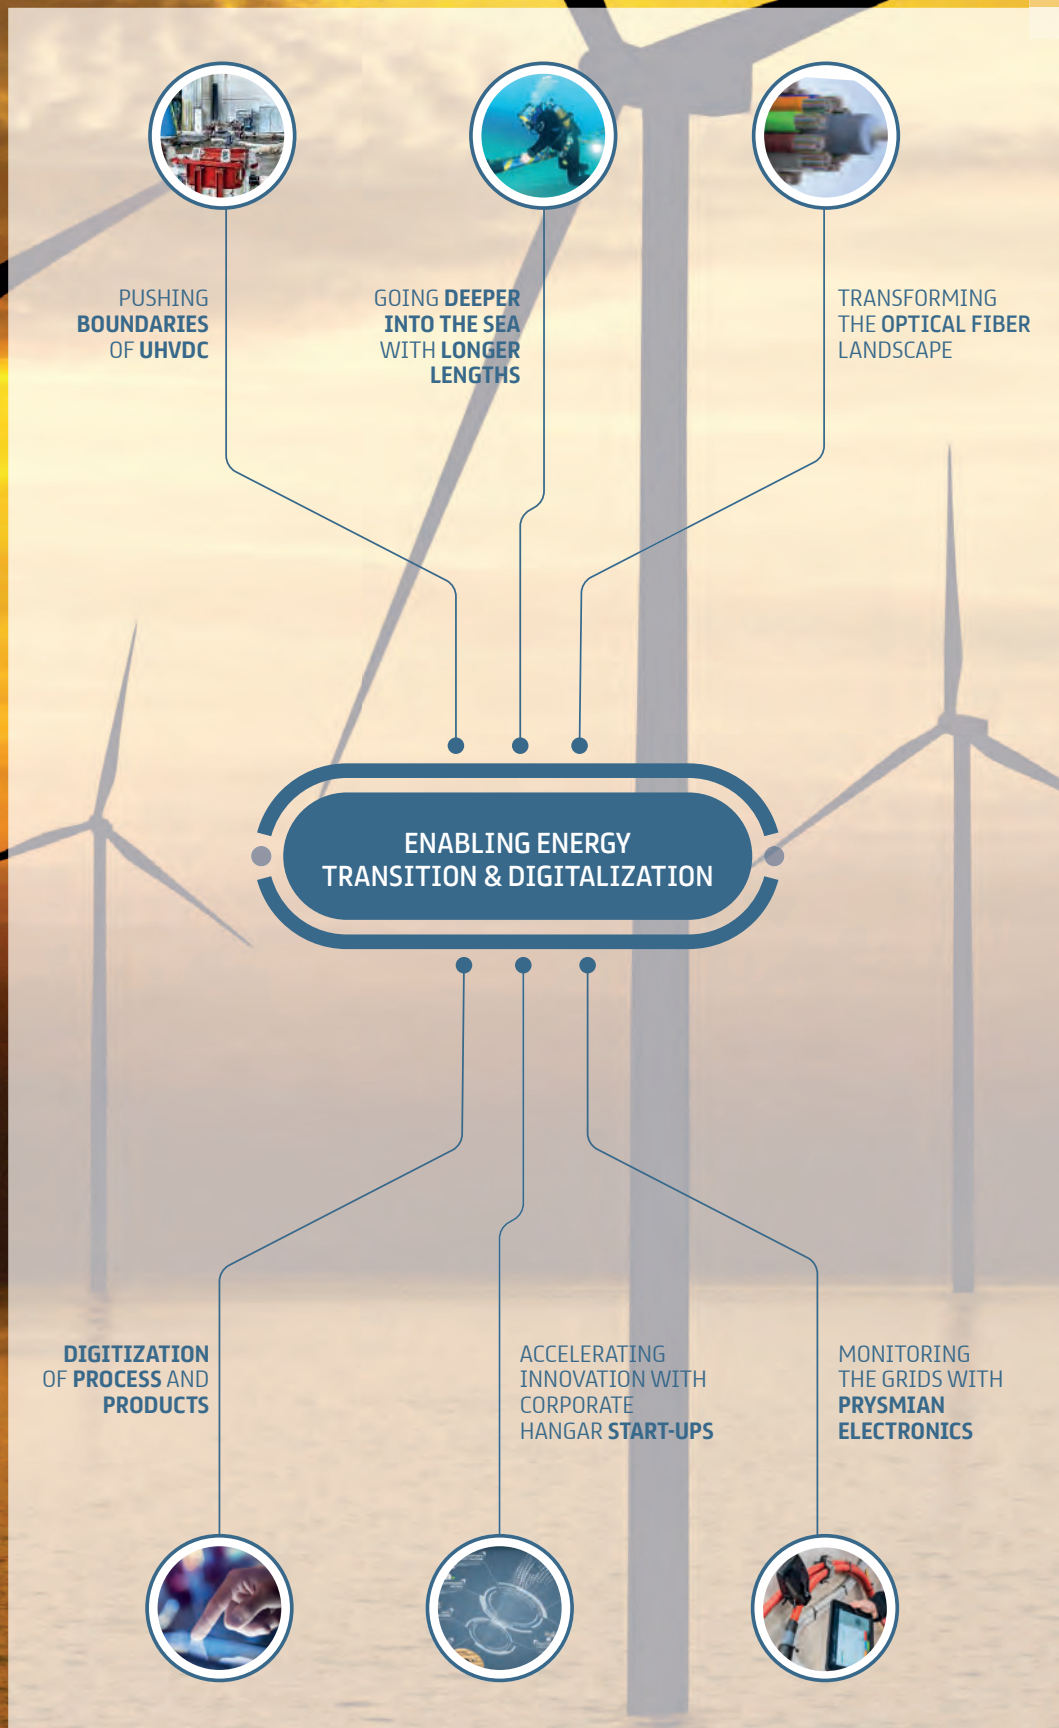 PUSHING
BOUNDARIES
OF UHVDC
GOING DEEPER
INTO THE SEA
WITH LONGER
LENGTHS
TRANSFORMING
THE OPTICAL FIBER
LANDSCAPE
ENABLING ENERGY
TRANSITION & DIGITALIZATION
DIGITIZATION
OF PROCESS AND
PRODUCTS
ACCELERATING
INNOVATION WITH
CORPORATE
HANGAR START-UPS
MONITORING
THE GRIDS WITH
PRYSMIAN
ELECTRONICS